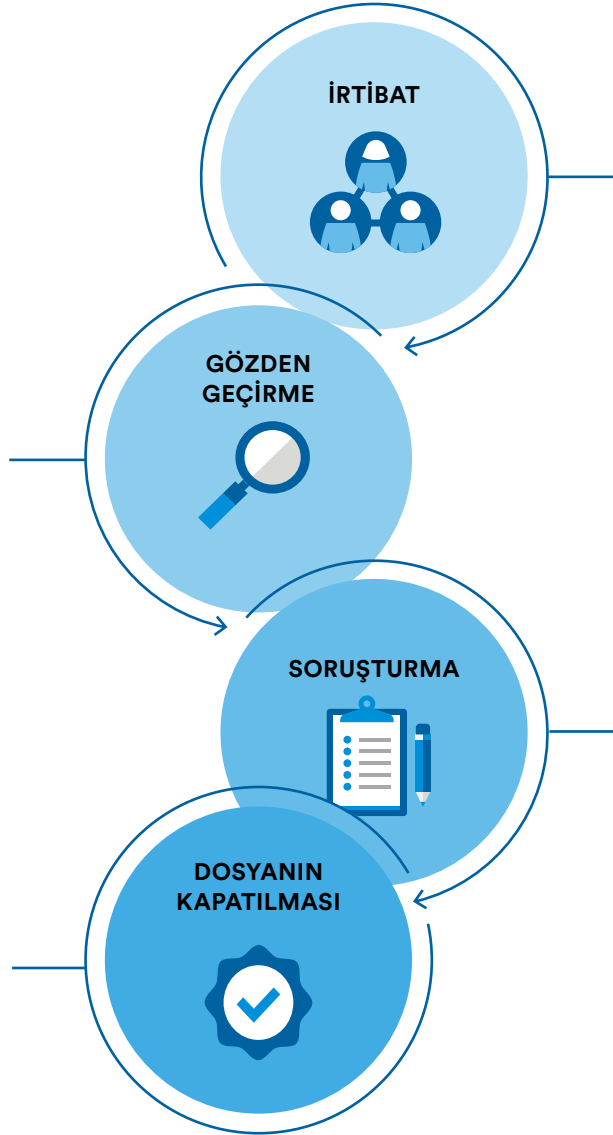 İRTİBAT
GÖZDEN
GEÇİRME
SORUŞTURMA
DOSYANIN
KAPATILMASI